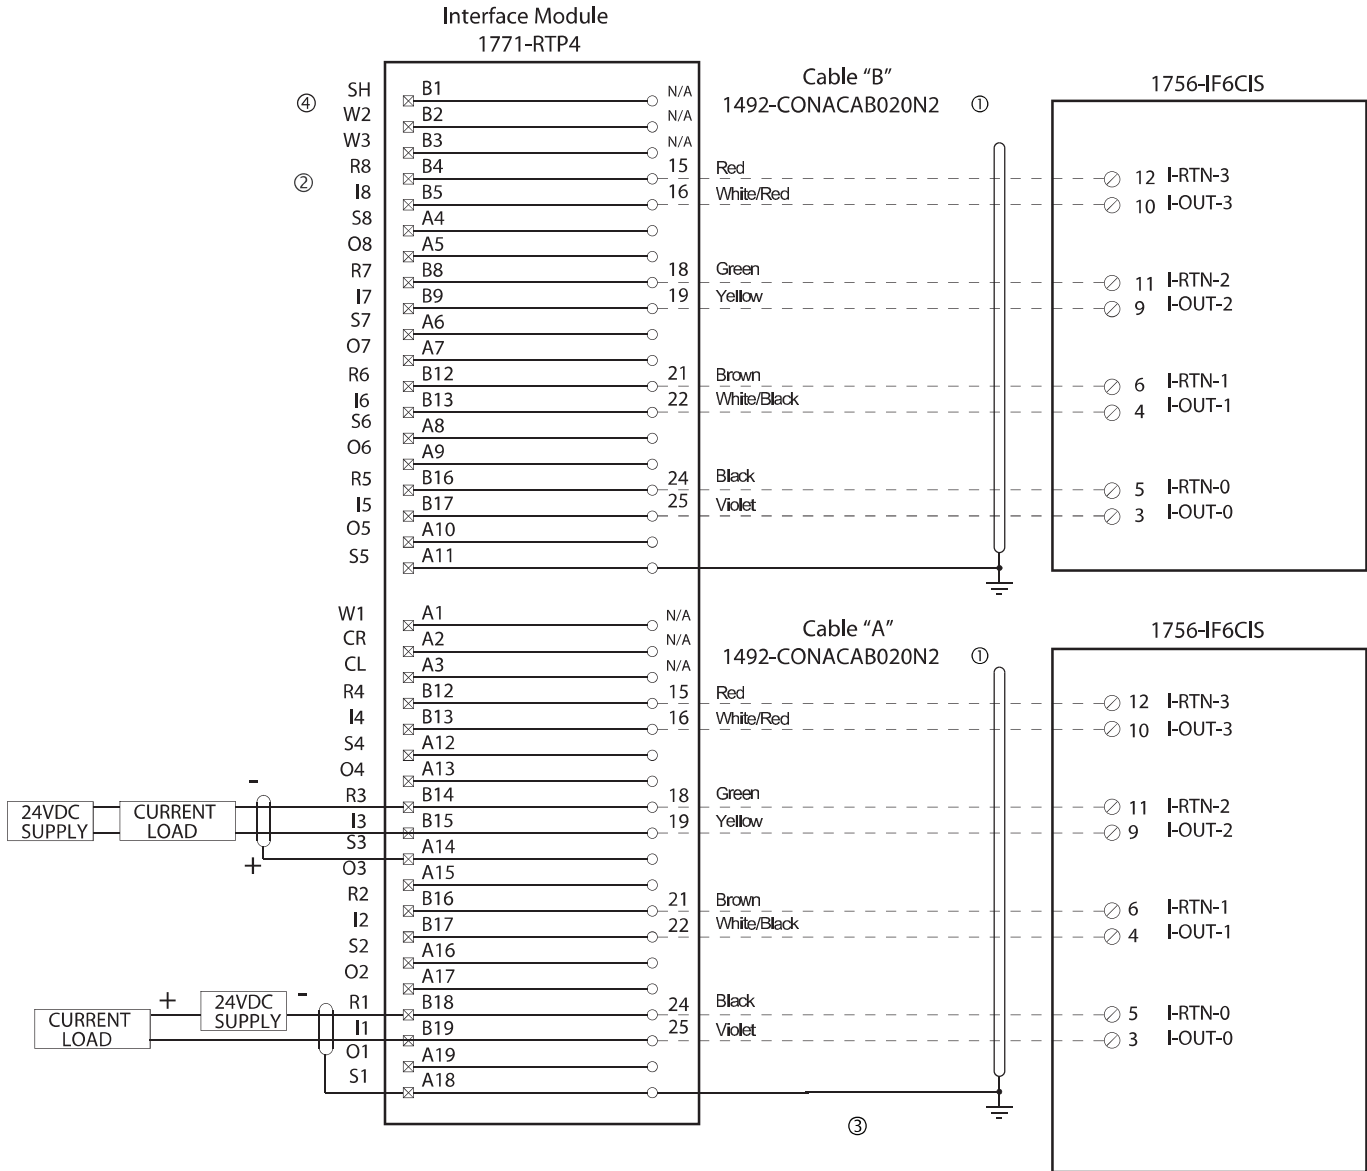 Interface Module
1771-RTP4
Cable “B”
1492-CONACAB020N2 ①
1756-IF6CIS
④
②
SH B1 N/A
W2 B2 N/A
W3 B3 N/A
R8 B4 15 Red 12 I-RTN-3
I8 B5 16 White/Red 10 I-OUT-3
S8 A4
O8 A5
R7 B8 18 Green 11 I-RTN-2
I7 B9 19 Yellow 9 I-OUT-2
S7 A6
O7 A7
R6 B12 21 Brown 6 I-RTN-1
I6 B13 22 White/Black 4 I-OUT-1
S6 A8
O6 A9
R5 B16 24 Black 5 I-RTN-0
I5 B17 25 Violet 3 I-OUT-0
O5 A10
S5 A11
Cable “A”
1492-CONACAB020N2 ①
1756-IF6CIS
W1 A1 N/A
CR A2 N/A
CL A3 N/A
R4 B12 15 Red 12 I-RTN-3
I4 B13 16 White/Red 10 I-OUT-3
S4 A12
O4 A13
-
24VDC
SUPPLY
CURRENT
LOAD
+
R3 B14 18 Green 11 I-RTN-2
I3 B15 19 Yellow 9 I-OUT-2
S3 A14
O3 A15
R2 B16 21 Brown 6 I-RTN-1
I2 B17 22 White/Black 4 I-OUT-1
S2 A16
O2 A17
CURRENT
LOAD
+
24VDC
SUPPLY
-
R1 B18 24 Black 5 I-RTN-0
I1 B19 25 Violet 3 I-OUT-0
O1 A19
S1 A18
③